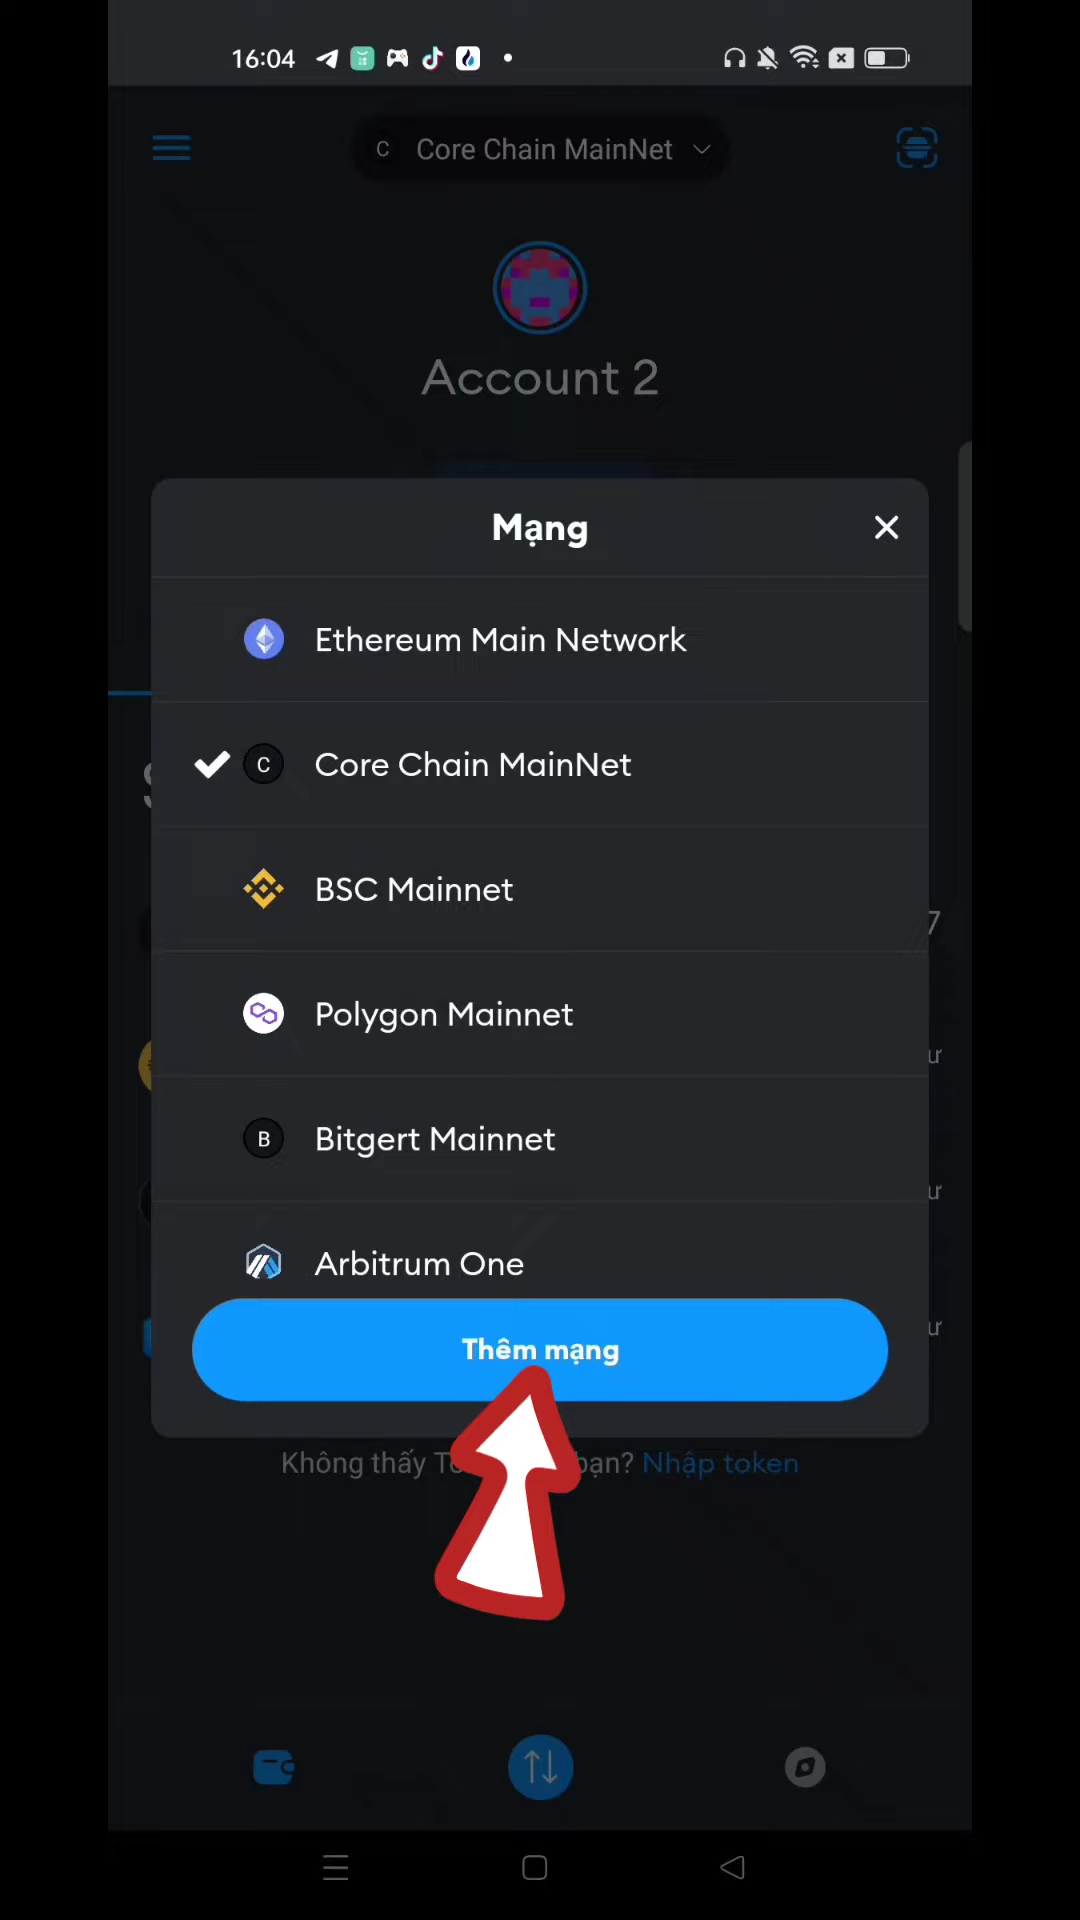 16:04
C Core Chain MainNet
Account 2
Mạng
Ethereum Main Network
C Core Chain MainNet
BSC Mainnet
7
Polygon Mainnet
ư
B Bitgert Mainnet
ư
Arbitrum One
ư
Thêm mạng
Không thấy bạn? Nhập token